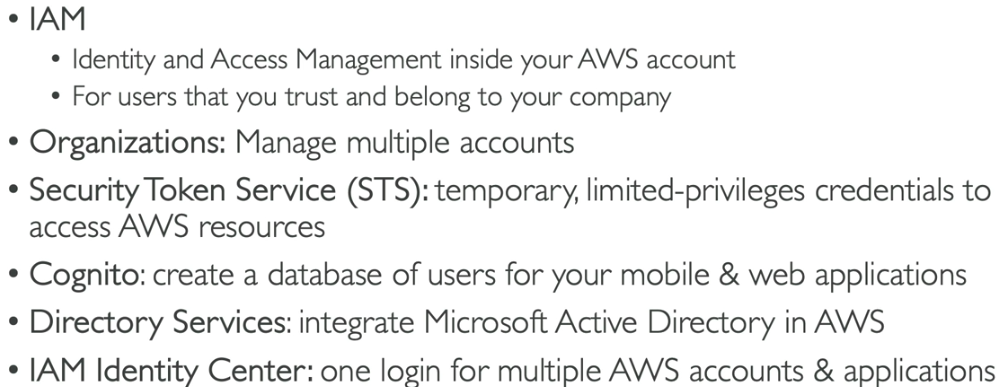 • IAM
• Identity and Access Management inside your AWS account
• For users that you trust and belong to your company
• Organizations: Manage multiple accounts
• Security Token Service (STS): temporary, limited-privileges credentials to
access AWS resources
• Cognito: create a database of users for your mobile & web applications
• Directory Services: integrate Microsoft Active Directory in AWS
• IAM Identity Center: one login for multiple AWS accounts & applications